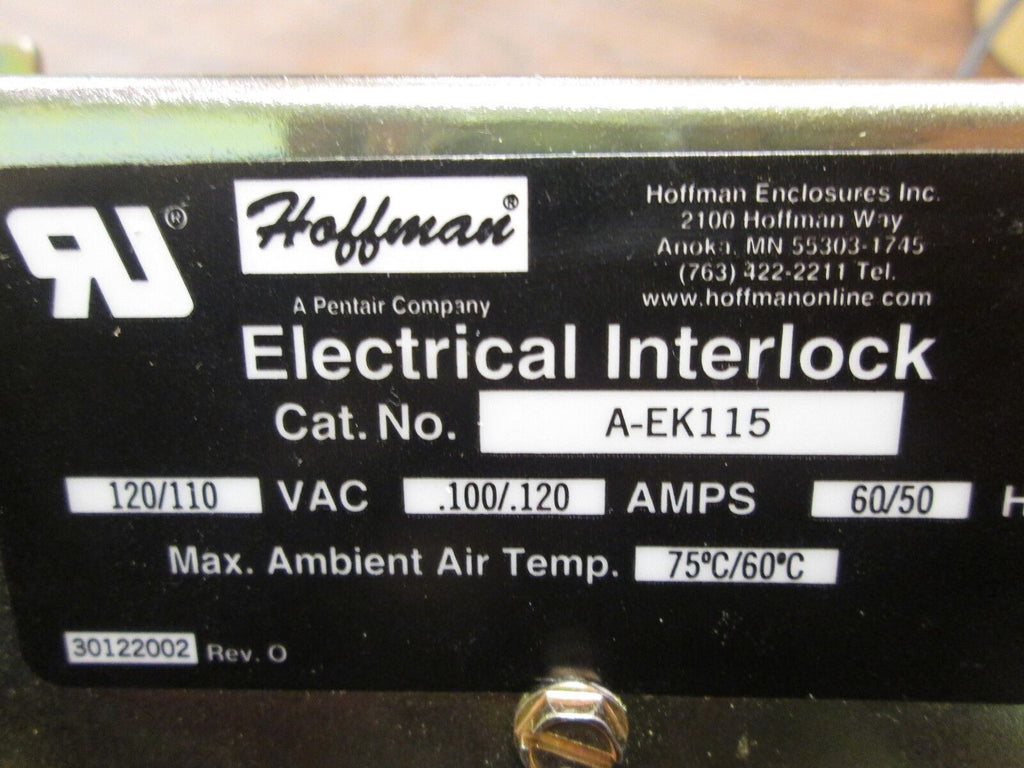 RU®
Hoffman®
A Pentair Company
Hoffman Enclosures Inc.
2100 Hoffman Way
Anoka, MN 55303-1745
(763) 422-2211 Tel.
www.hoffmanonline.com
Electrical Interlock
Cat. No. A-EK115
120/110 VAC .100/.120 AMPS 60/50 H
Max. Ambient Air Temp. 75°C/60°C
30122002 Rev. O